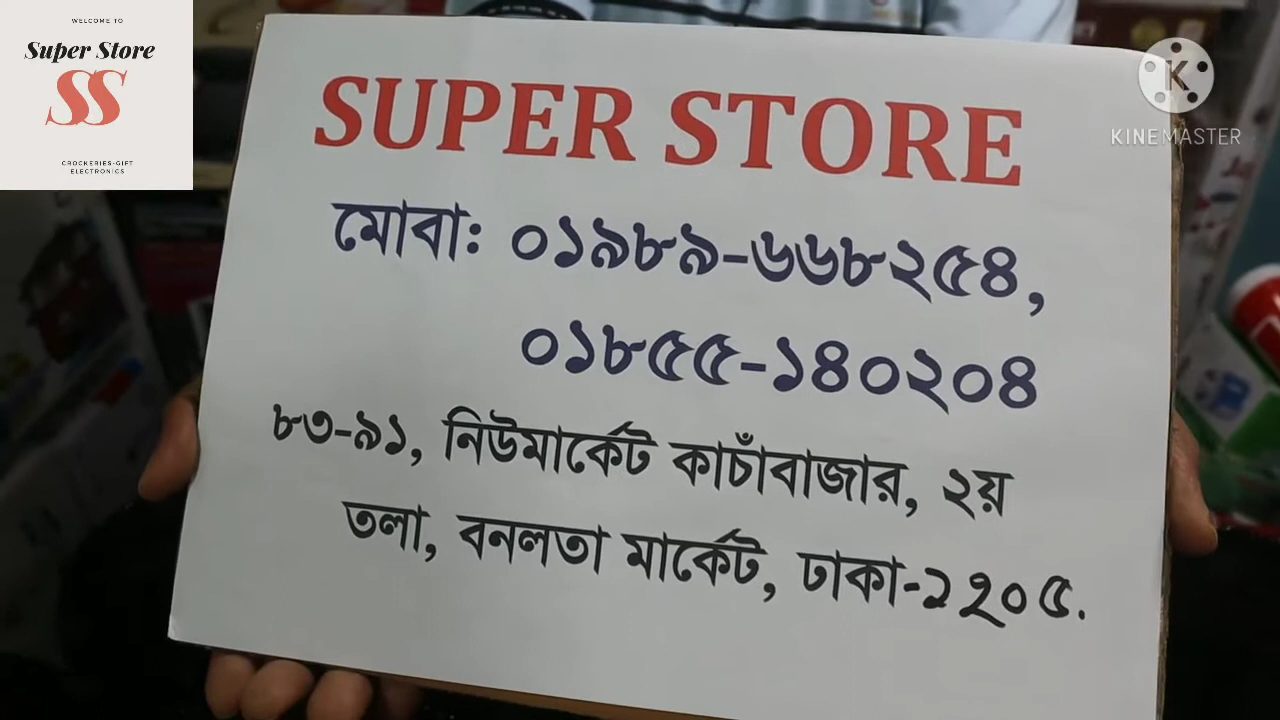 WELCOME TO
Super Store
SS
CROCKERIES-GIFT
ELECTRONICS
KINEMASTER
SUPER STORE
মোবা: ০১৯৮৯-৬৬৮২৫৪,
০১৮৫৫-১৪০২০৪
৮৩-৯১, নিউমার্কেট কাচাঁবাজার, ২য়
তলা, বনলতা মার্কেট, ঢাকা-১২০৫.